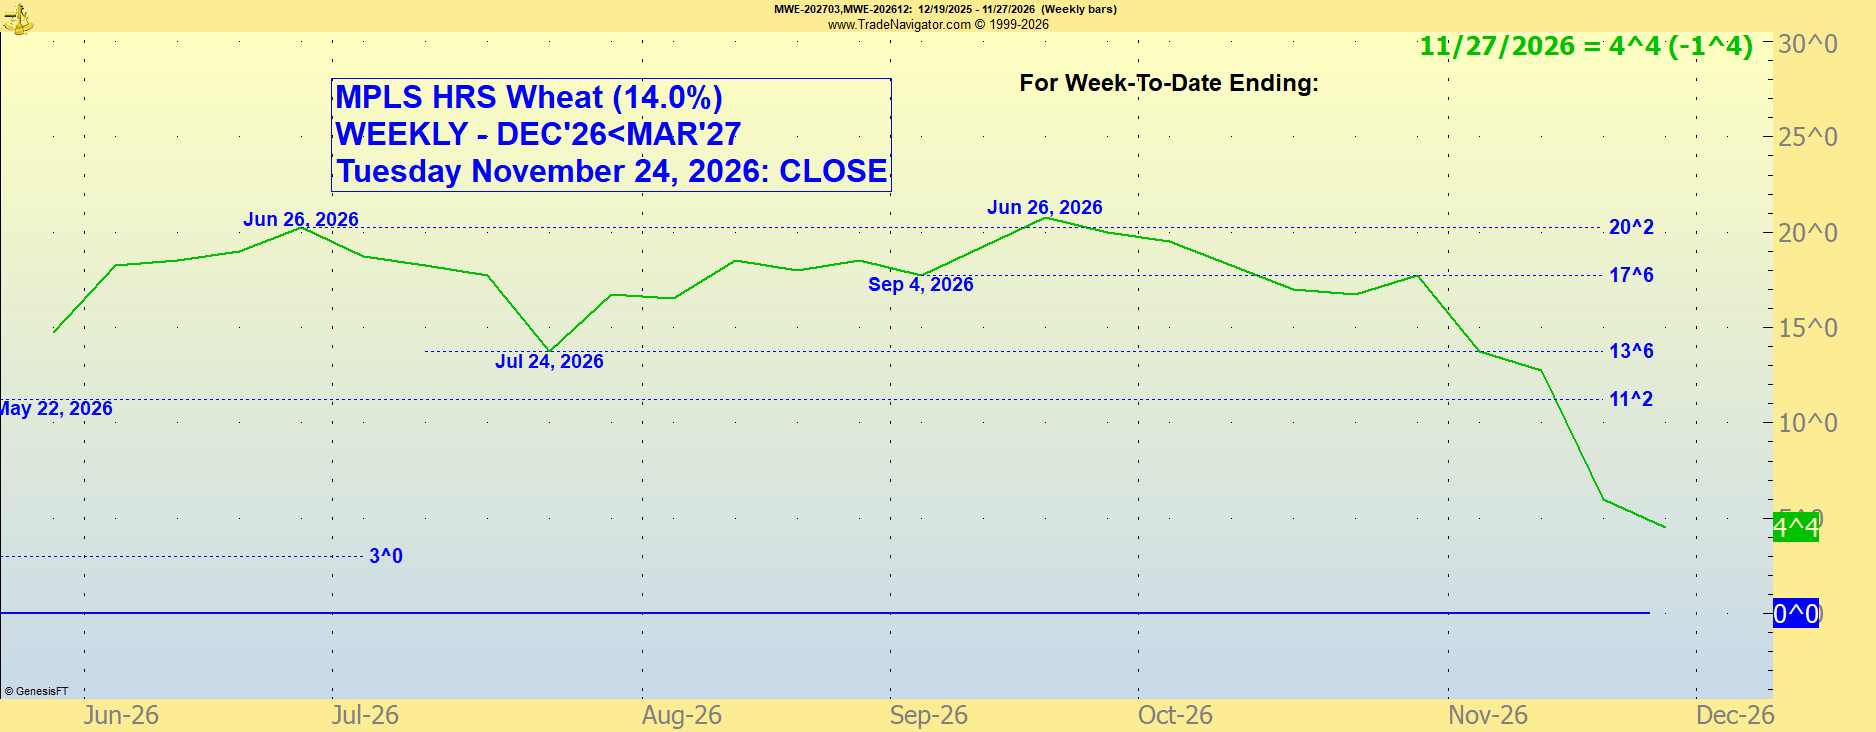 MWE-202703,MWE-202612: 12/19/2025 - 11/27/2026 (Weekly bars)
www.TradeNavigator.com © 1999-2026
11/27/2026 = 4^4 (-1^4)
For Week-To-Date Ending:
MPLS HRS Wheat (14.0%)
WEEKLY - DEC'26<MAR'27
Tuesday November 24, 2026: CLOSE
30^0
25^0
20^0
15^0
10^0
5^0
4^4
0^0
Jun 26, 2026
Jun 26, 2026
20^2
Sep 4, 2026
17^6
Jul 24, 2026
13^6
May 22, 2026
11^2
3^0
© GenesisFT
Jun-26
Jul-26
Aug-26
Sep-26
Oct-26
Nov-26
Dec-26